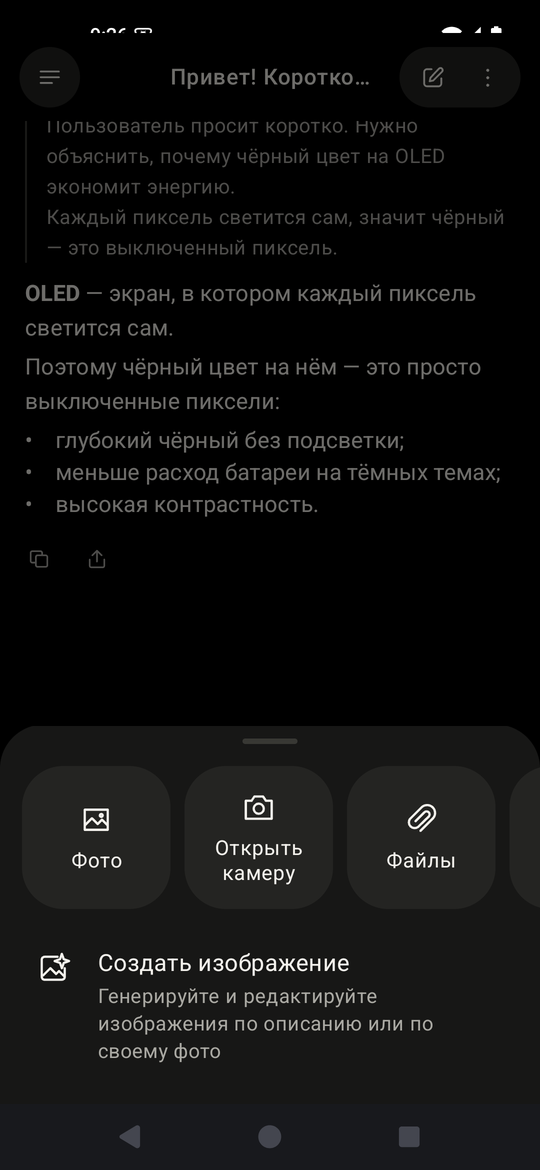 Привет! Коротко…
Пользователь просит коротко. Нужно
объяснить, почему чёрный цвет на OLED
экономит энергию.
Каждый пиксель светится сам, значит чёрный
— это выключенный пиксель.
OLED — экран, в котором каждый пиксель
светится сам.
Поэтому чёрный цвет на нём — это просто
выключенные пиксели:
• глубокий чёрный без подсветки;
• меньше расход батареи на тёмных темах;
• высокая контрастность.
Фото
Открыть
камеру
Файлы
Создать изображение
Генерируйте и редактируйте
изображения по описанию или по
своему фото